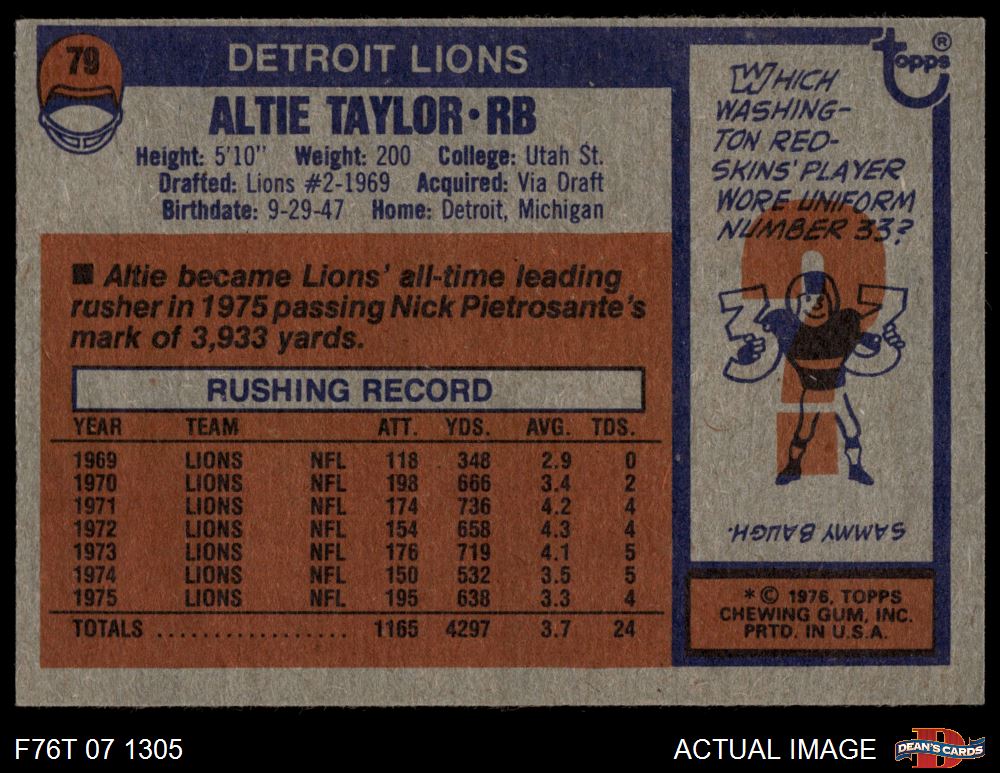 79
DETROIT LIONS
ALTIE TAYLOR • RB
Height: 5'10" Weight: 200 College: Utah St.
Drafted: Lions #2-1969 Acquired: Via Draft
Birthdate: 9-29-47 Home: Detroit, Michigan
■ Altie became Lions' all-time leading
rusher in 1975 passing Nick Pietrosante's
mark of 3,933 yards.
RUSHING RECORD
YEAR TEAM ATT. YDS. AVG. TDS.
1969 LIONS NFL 118 348 2.9 0
1970 LIONS NFL 198 666 3.4 2
1971 LIONS NFL 174 736 4.2 4
1972 LIONS NFL 154 658 4.3 4
1973 LIONS NFL 176 719 4.1 5
1974 LIONS NFL 150 532 3.5 5
1975 LIONS NFL 195 638 3.3 4
TOTALS .................. 1165 4297 3.7 24
topps ®
WHICH
WASHING-
TON RED-
SKINS' PLAYER
WORE UNIFORM
NUMBER 33?
33
SAMMY BAUGH.
* © 1976, TOPPS
CHEWING GUM, INC.
PRTD. IN U.S.A.
F76T 07 1305
ACTUAL IMAGE
DEAN'S CARDS